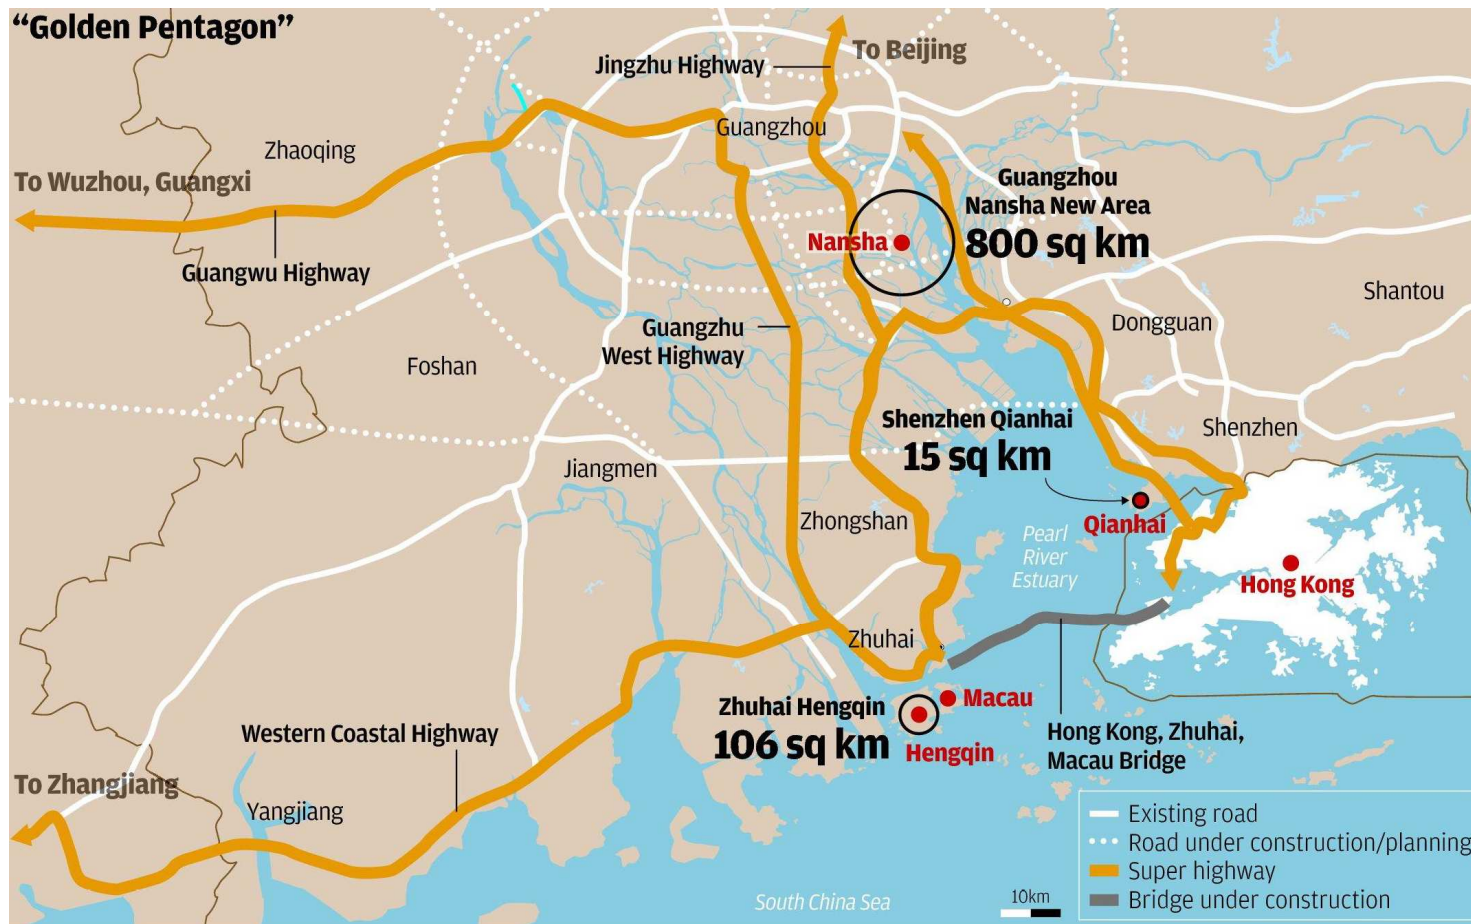 “Golden Pentagon”
To Beijing
Jingzhu Highway
Guangzhou
Zhaoqing
To Wuzhou, Guangxi
Guangwu Highway
Guangzhou
Nansha New Area
800 sq km
Nansha
Shantou
Dongguan
Guangzhu
West Highway
Foshan
Shenzhen Qianhai
15 sq km
Shenzhen
Jiangmen
Zhongshan
Qianhai
Pearl
River
Estuary
Hong Kong
Zhuhai
Macau
Zhuhai Hengqin
106 sq km
Hengqin
Hong Kong, Zhuhai,
Macau Bridge
Western Coastal Highway
To Zhangjiang
Yangjiang
South China Sea
10km
Existing road
Road under construction/planning
Super highway
Bridge under construction